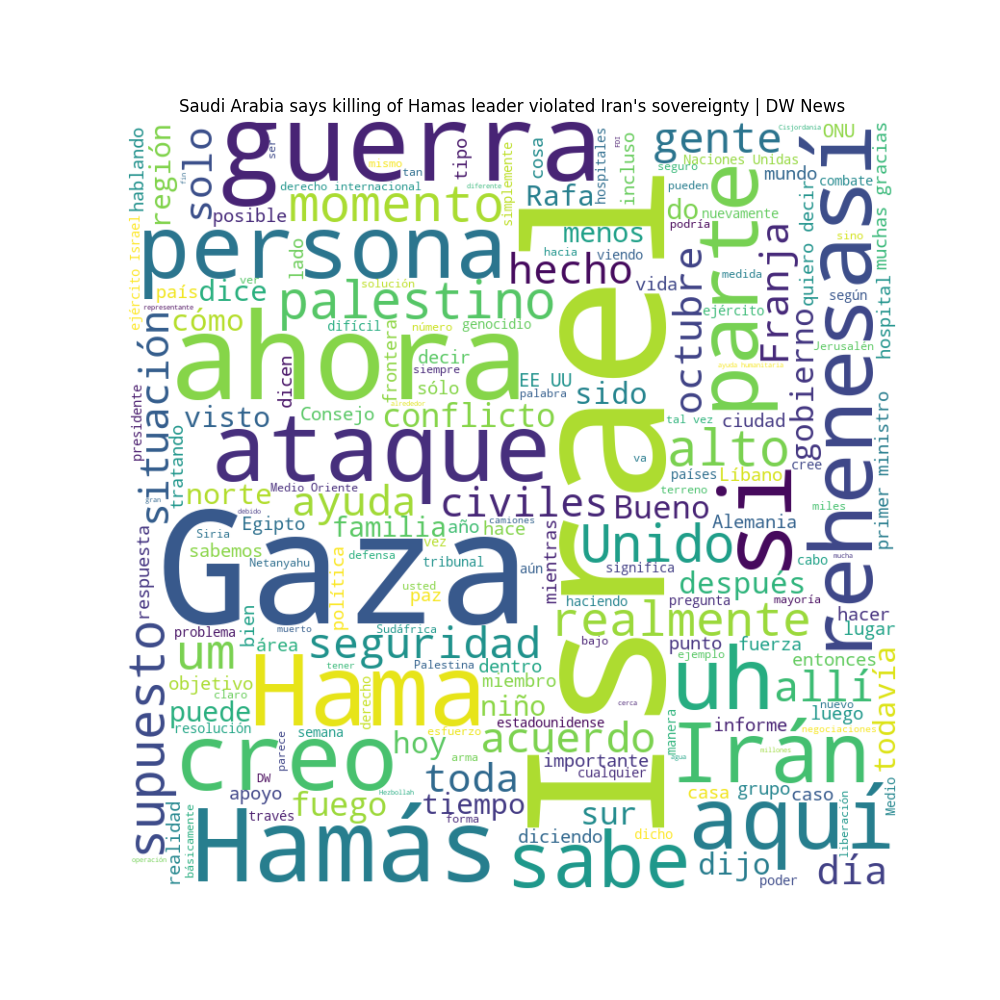 Saudi Arabia says killing of Hamas leader violated Iran's sovereignty | DW News
guerra
gente
Cisjordania
ONU
hablando
región
solo
ser
mismo
tan
tipo
simplemente
cosa
hospitales
FOI
incluso
seguro
Naciones Unidas
pueden
mundo
combate
muchas gracias
fin
derecho internacional
diferente
Rafa
posible
momento
do
nuevamente
podría
parte
quiero decir
así
sino
ejército Israel
persona
lado
menos
hacia
viendo
hecho
vida
octubre
medida
Franja
según
país
dice
ver
solución
representante
palestino
cómo
difícil
número
genocidio
ejército
Jerusalén
hospital
situación
ahora
frontera
decir
siempre
sólo
EE UU
palabra
sido
ayuda humanitaria
gobierno
presidente
dicen
alrededor
visto
Consejo
conflicto
tal vez
ciudad
tratando
ataque
Israel
alto
va
países
Líbano
cree
primer ministro
rehenes
terreno
si
norte
Medio Oriente
gran
ayuda
civiles
Bueno
miles
debido
camiones
Siria
Egipto
familia
año
hace
Alemania
respuesta
Gaza
sabemos
Netanyahu
política
defensa
vez
tribunal
aún
mientras
Unido
significa
cabo
mucha
usted
paz
haciendo
después
pregunta
mayoría
supuesto
problema
bien
muerto
Sudáfrica
bajo
realmente
hacer
lugar
um
área
seguridad
punto
fuerza
tener
Palestina
dentro
ejemplo
entonces
objetivo
claro
Hama
derecho
miembro
uh
allí
todavía
puede
resolución
niño
cerca
nuevo
luego
semana
esfuerzo
estadounidense
manera
informe
negociaciones
creo
parece
hoy
acuerdo
importante
cualquier
Irán
millones
agua
DW
arma
toda
Hezbollah
casa
grupo
caso
Medio
apoyo
través
fuego
tiempo
forma
sur
aquí
liberación
realidad
básicamente
Hamás
diciendo
dicho
operación
sabe
dijo
poder
día